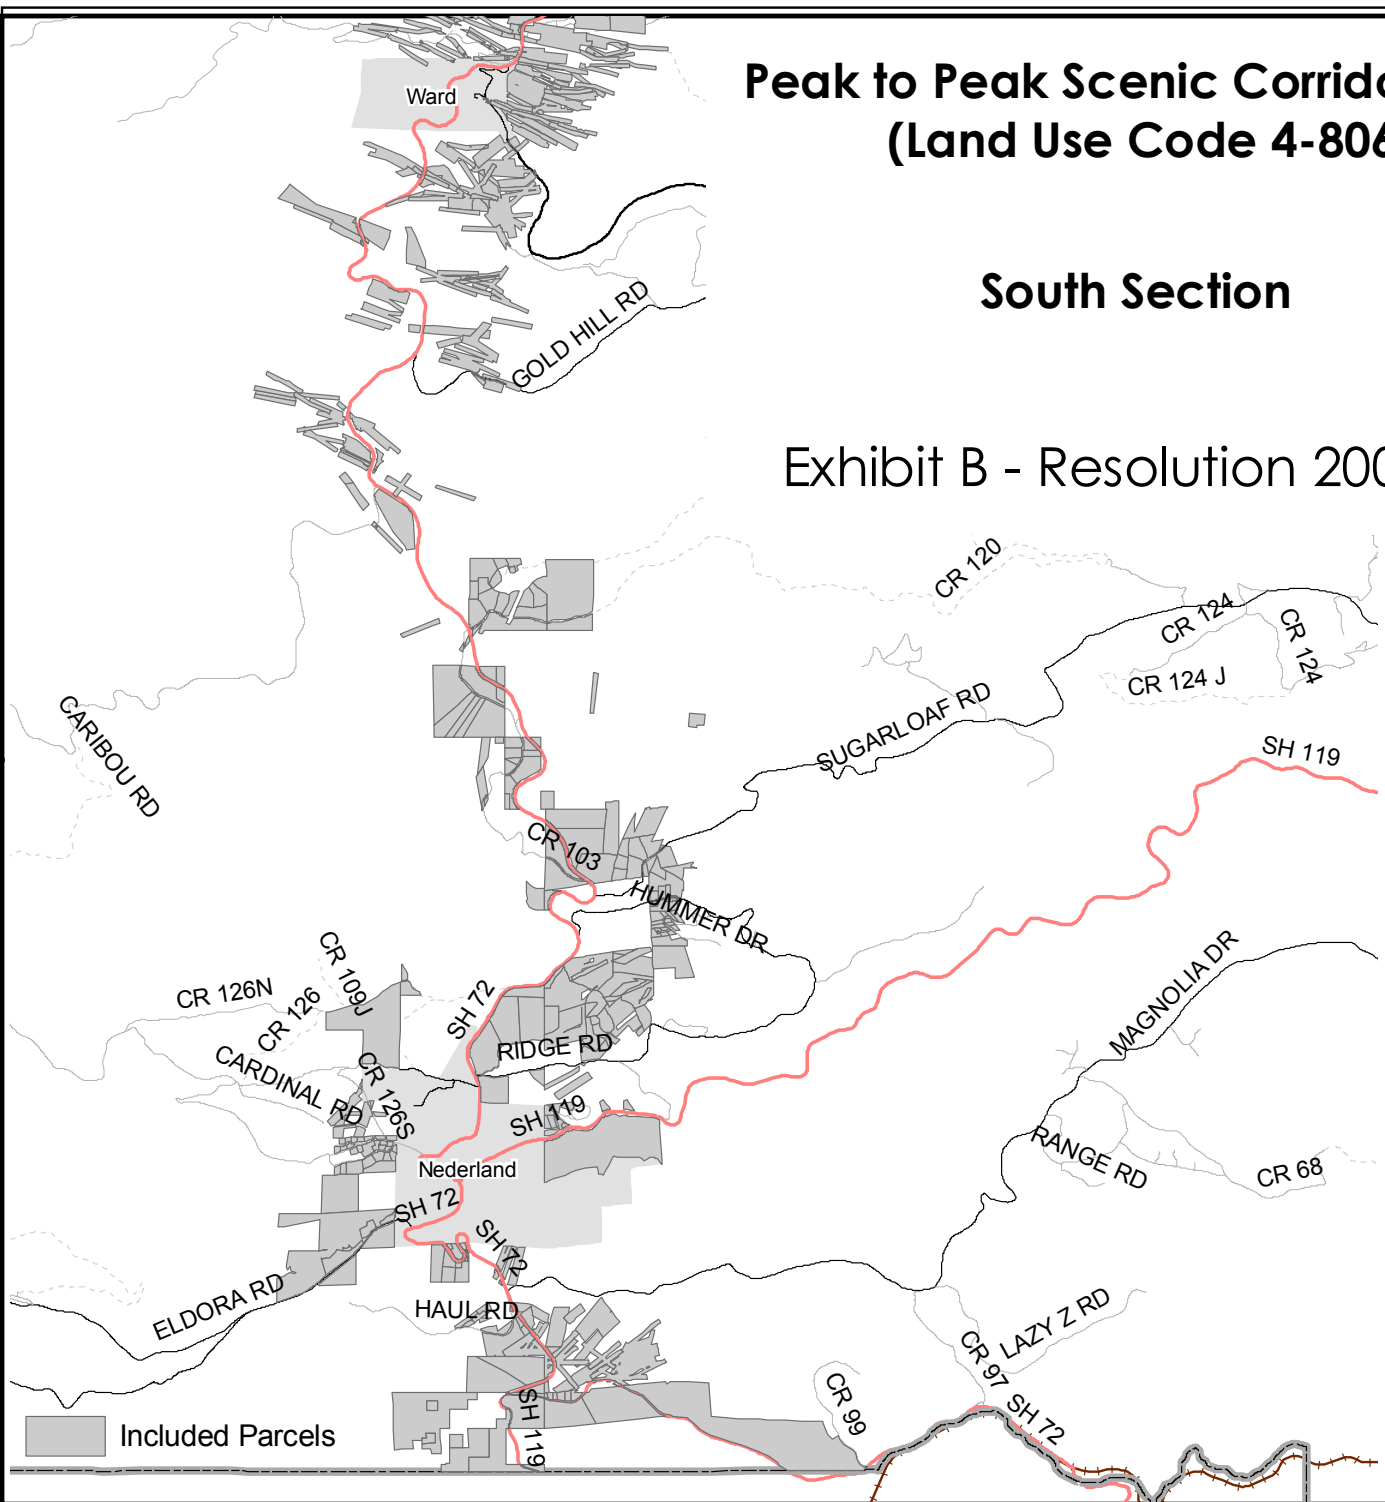 Peak to Peak Scenic Corrido
(Land Use Code 4-806
South Section
Exhibit B - Resolution 200
Ward
GOLD HILL RD
CR 120
CR 124
CR 124
CR 124 J
SUGARLOAF RD
SH 119
CARIBOU RD
CR 103
HUMMER DR
MAGNOLIA DR
CR 109J
CR 126N
CR 126
SH 72
RIDGE RD
CARDINAL RD
CR 126S
SH 119
Nederland
RANGE RD
CR 68
SH 72
SH 72
ELDORA RD
HAUL RD
LAZY Z RD
CR 97
CR 99
SH 72
SH 119
Included Parcels